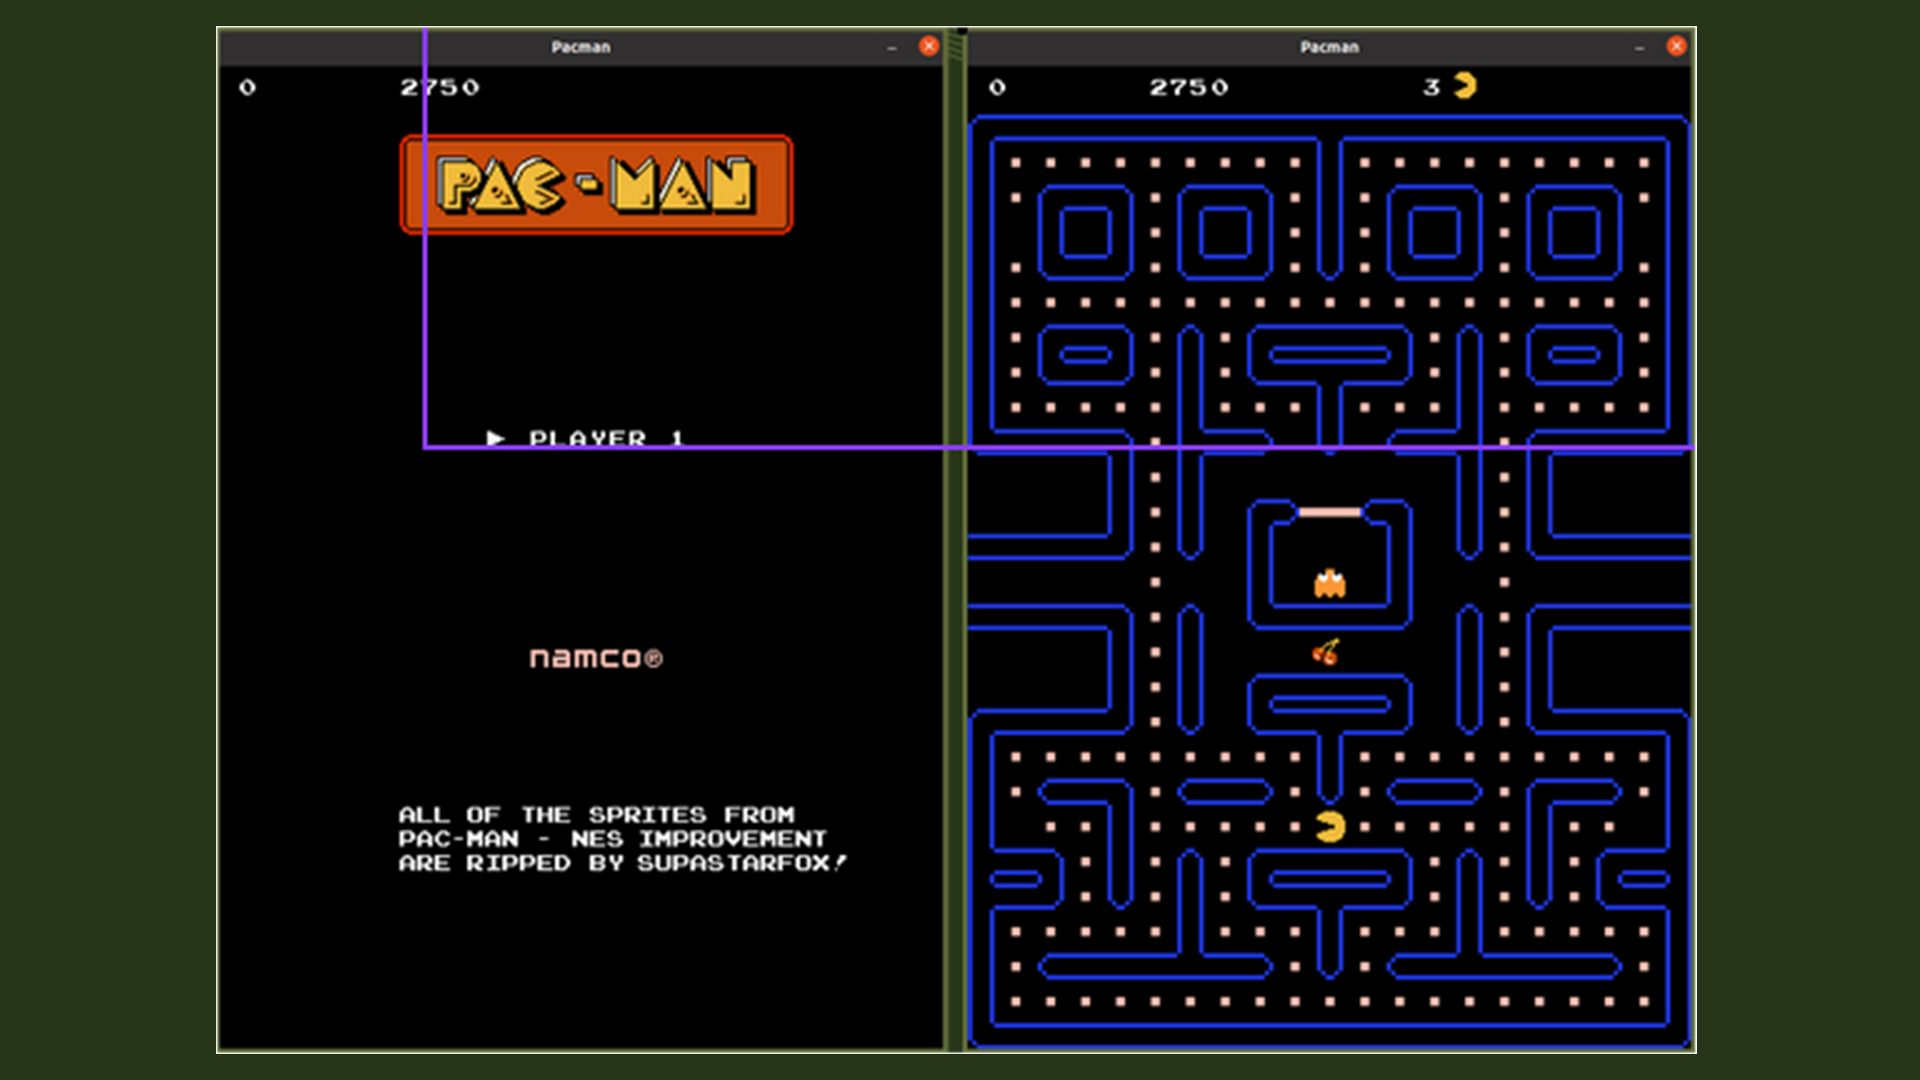 Pacman
0 2750
PAC-MAN
► PLAYER 1
namco®
ALL OF THE SPRITES FROM
PAC-MAN - NES IMPROVEMENT
ARE RIPPED BY SUPASTARFOX!
Pacman
0 2750 3